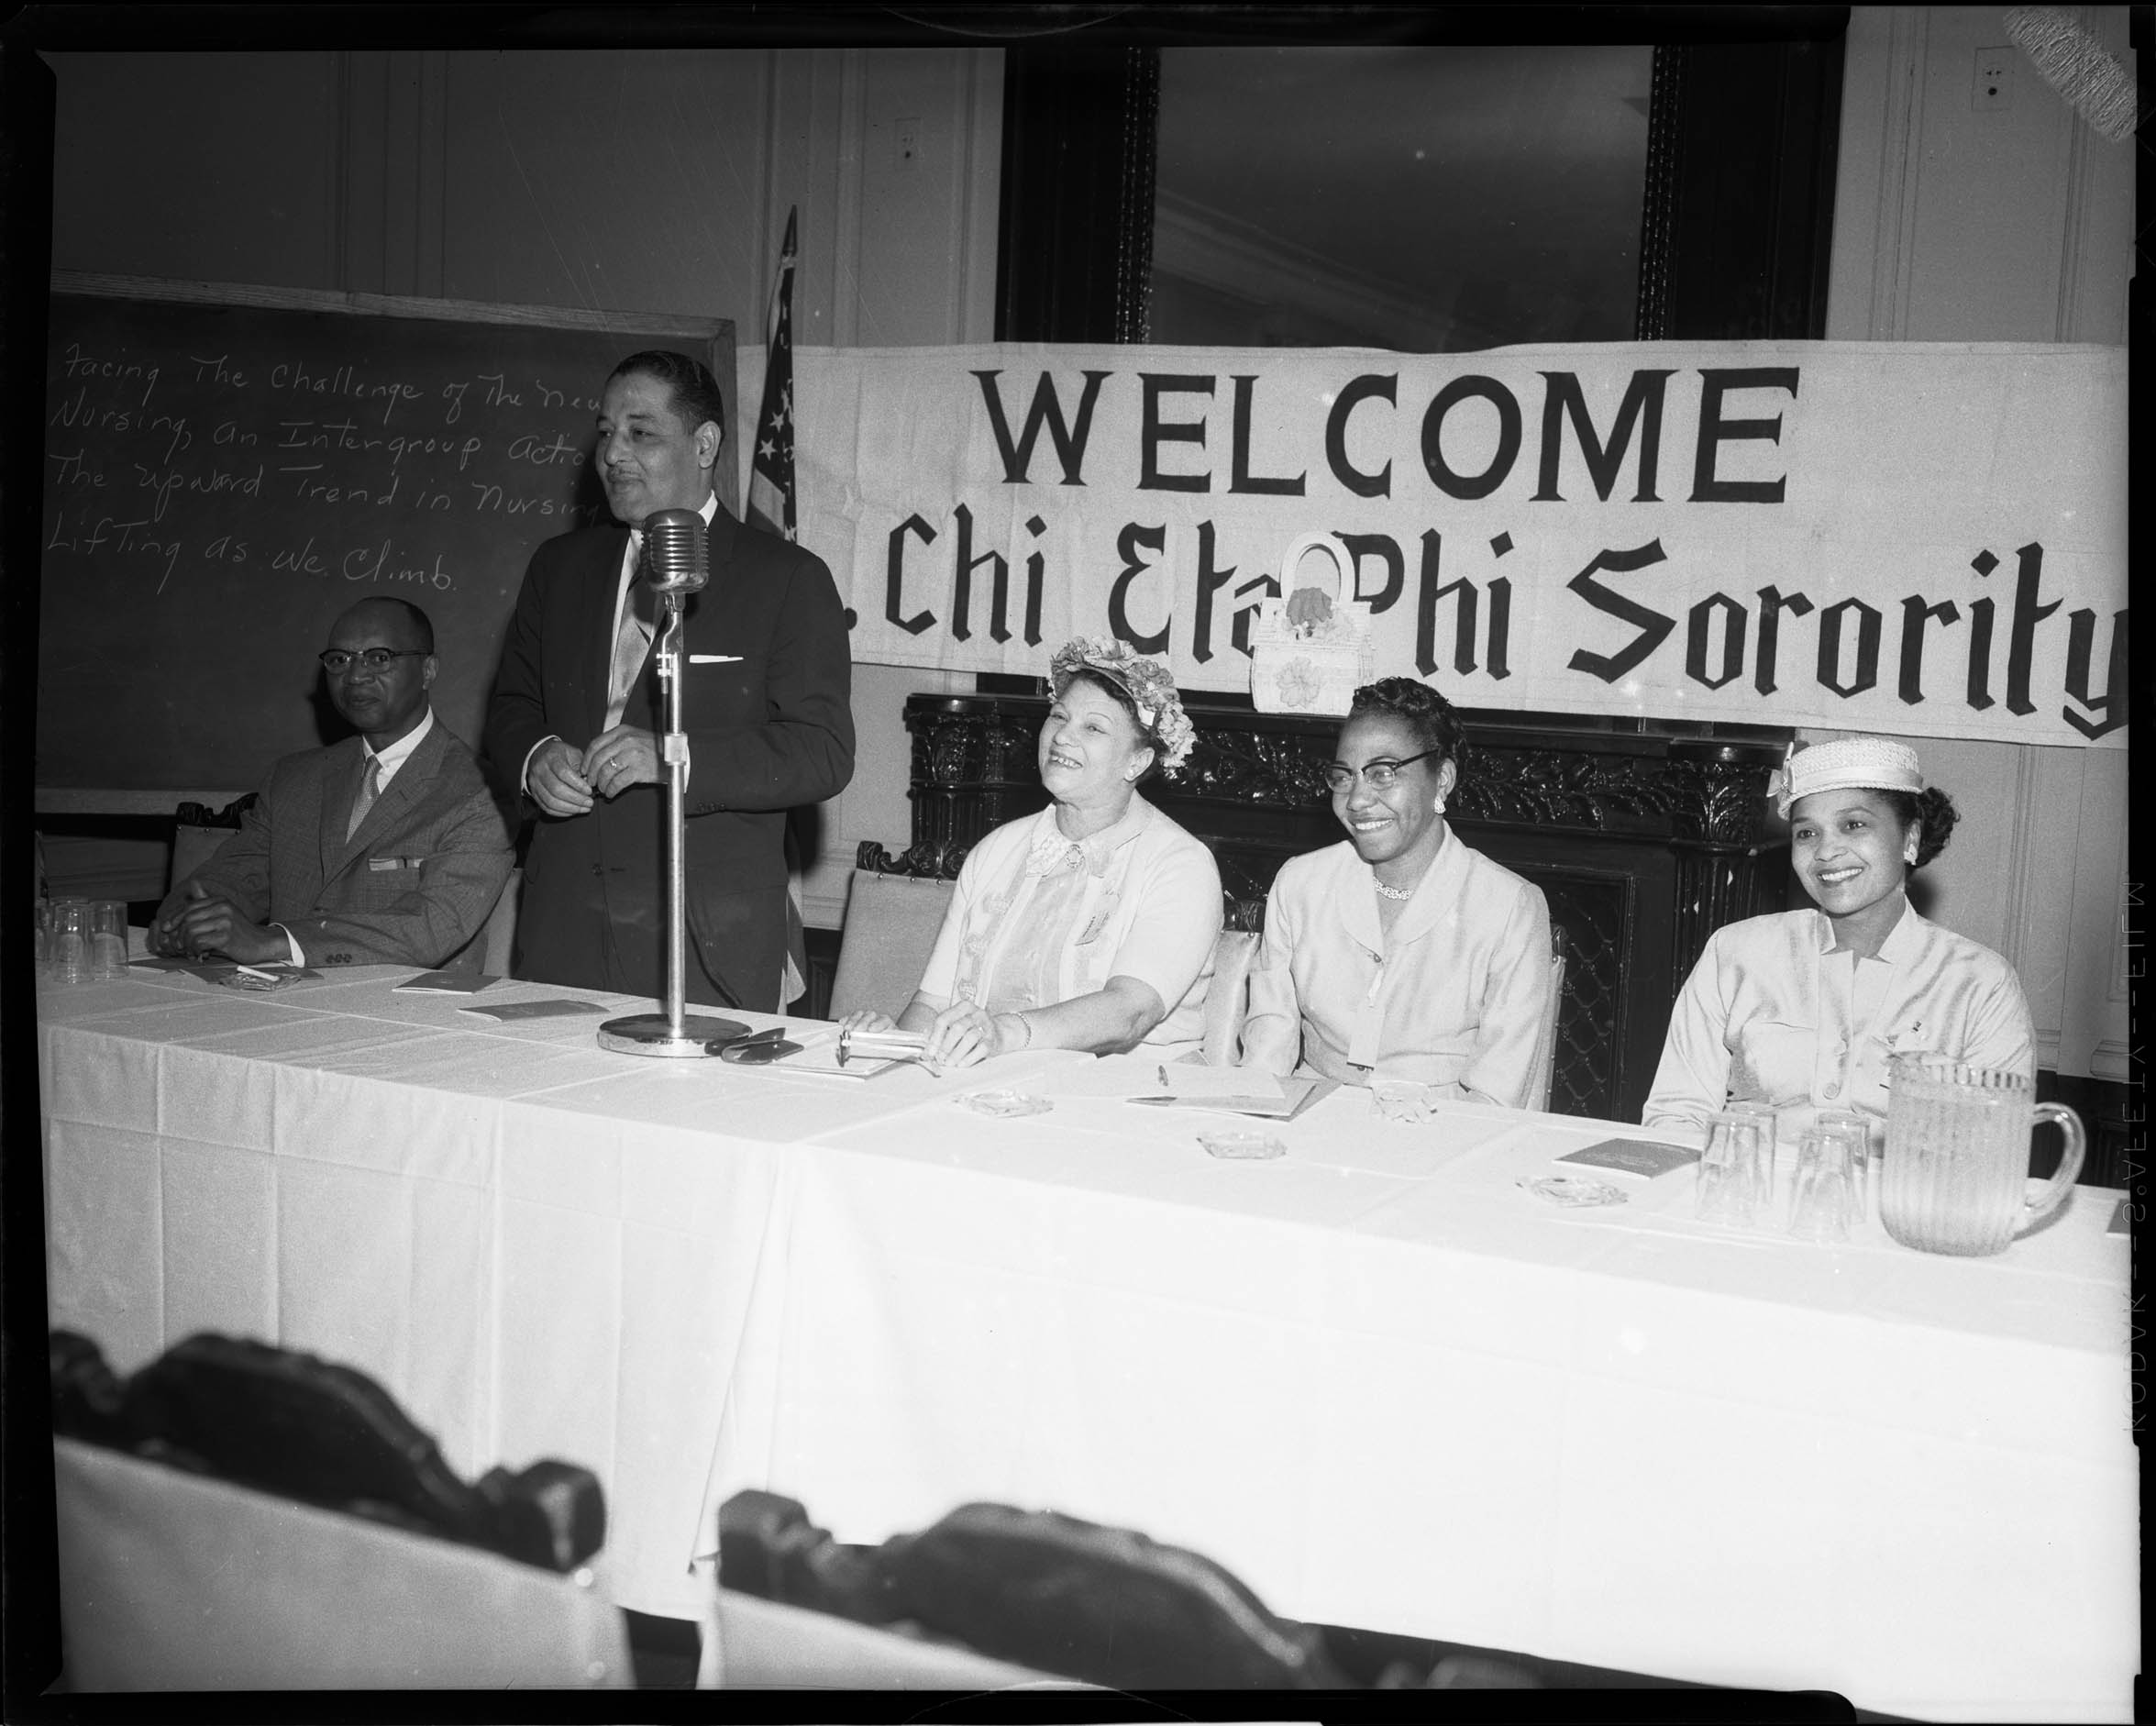 Facing The Challenge of The New
Nursing, an Intergroup Actio
The Upward Trend in Nursing
Lifting as We Climb.
WELCOME
. Chi Eta Phi Sorority
KODAK--SAFETY--FILM